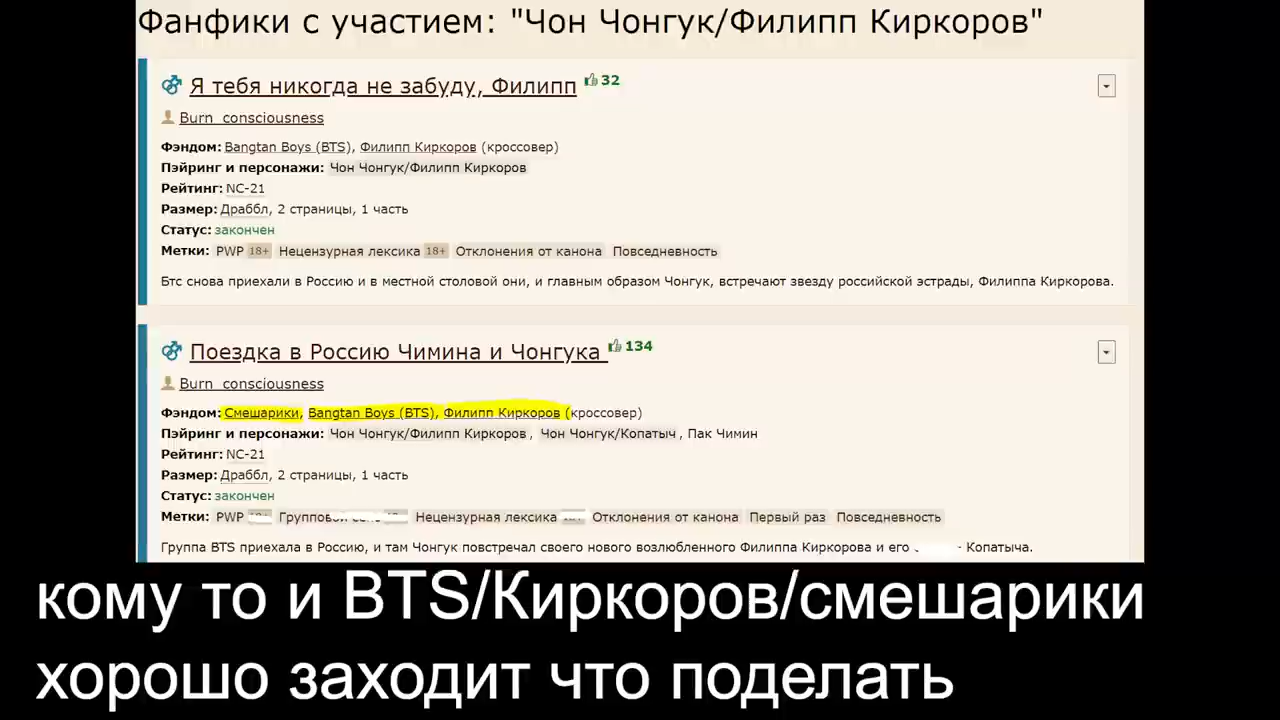 Фанфики с участием: "Чон Чонгук/Филипп Киркоров"
Я тебя никогда не забуду, Филипп 32
Burn_consciousness
Фэндом: Bangtan Boys (BTS), Филипп Киркоров (кроссовер)
Пэйринг и персонажи: Чон Чонгук/Филипп Киркоров
Рейтинг: NC-21
Размер: Драббл, 2 страницы, 1 часть
Статус: закончен
Метки: PWP 18+ Нецензурная лексика 18+ Отклонения от канона Повседневность
Бтс снова приехали в Россию и в местной столовой они, и главным образом Чонгук, встречают звезду российской эстрады, Филиппа Киркорова.
Поездка в Россию Чимина и Чонгука 134
Burn_consciousness
Фэндом: Смешарики, Bangtan Boys (BTS), Филипп Киркоров (кроссовер)
Пэйринг и персонажи: Чон Чонгук/Филипп Киркоров, Чон Чонгук/Копатыч, Пак Чимин
Рейтинг: NC-21
Размер: Драббл, 2 страницы, 1 часть
Статус: закончен
Метки: PWP Нецензурная лексика Отклонения от канона Первый раз Повседневность
Группа BTS приехала в Россию, и там Чонгук повстречал своего нового возлюбленного Филиппа Киркорова и его - Копатыча.
кому то и BTS/Киркоров/смешарики
хорошо заходит что поделать